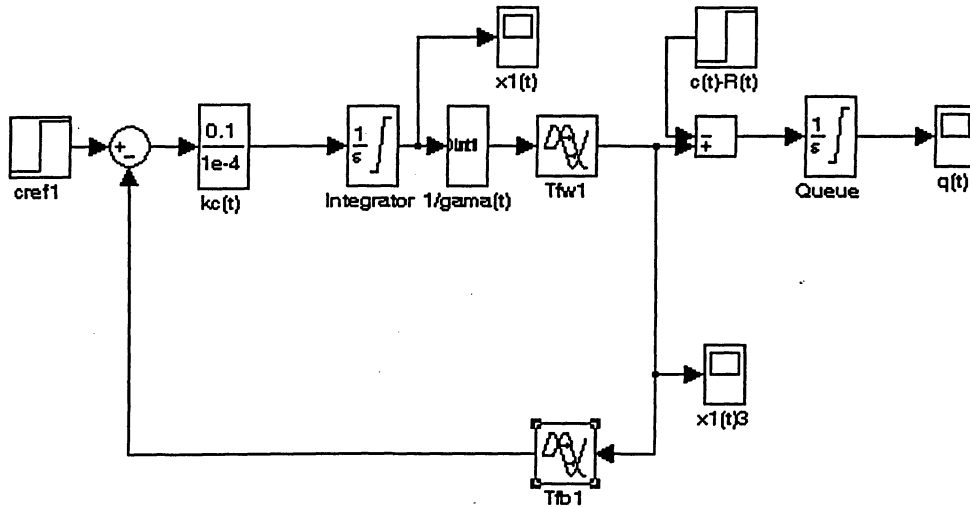 x1(t)
c(t)-R(t)
cref1
+
−
0.1
1e-4
kc(t)
1
s
Integrator
1/gama(t)
Tfw1
−
+
1
s
Queue
q(t)
x1(t)3
Tfb1